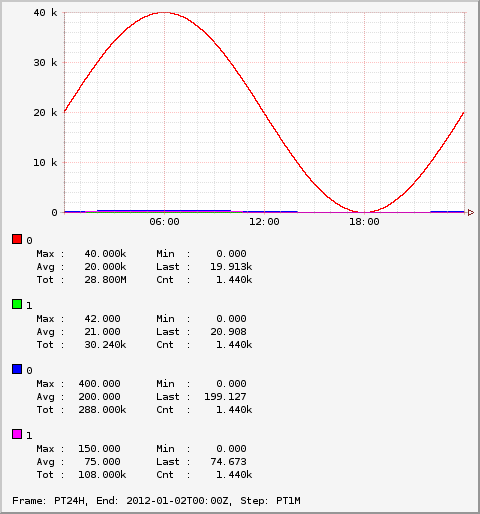 40 k
30 k
20 k
10 k
0
06:00 12:00 18:00
0
Max : 40.000k Min : 0.000
Avg : 20.000k Last : 19.913k
Tot : 28.800M Cnt : 1.440k
1
Max : 42.000 Min : 0.000
Avg : 21.000 Last : 20.908
Tot : 30.240k Cnt : 1.440k
0
Max : 400.000 Min : 0.000
Avg : 200.000 Last : 199.127
Tot : 288.000k Cnt : 1.440k
1
Max : 150.000 Min : 0.000
Avg : 75.000 Last : 74.673
Tot : 108.000k Cnt : 1.440k
Frame: PT24H, End: 2012-01-02T00:00Z, Step: PT1M